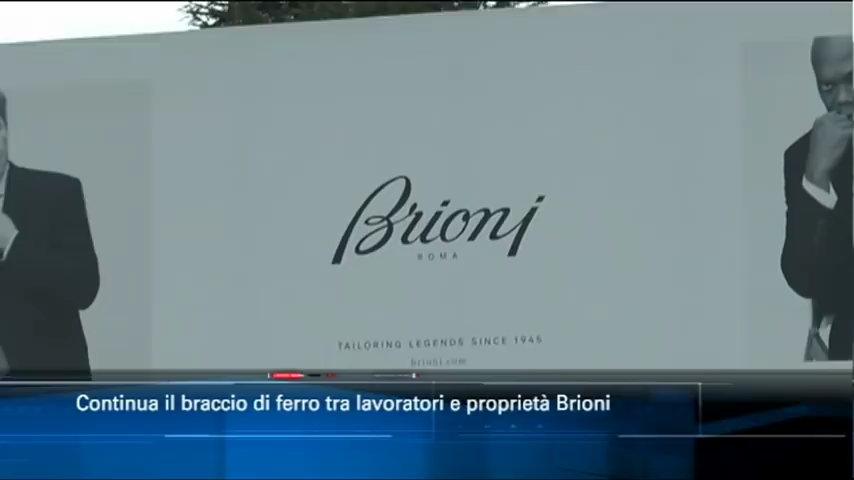 Brioni
ROMA
TAILORING LEGENDS SINCE 1945
brioni.com
Continua il braccio di ferro tra lavoratori e proprietà Brioni